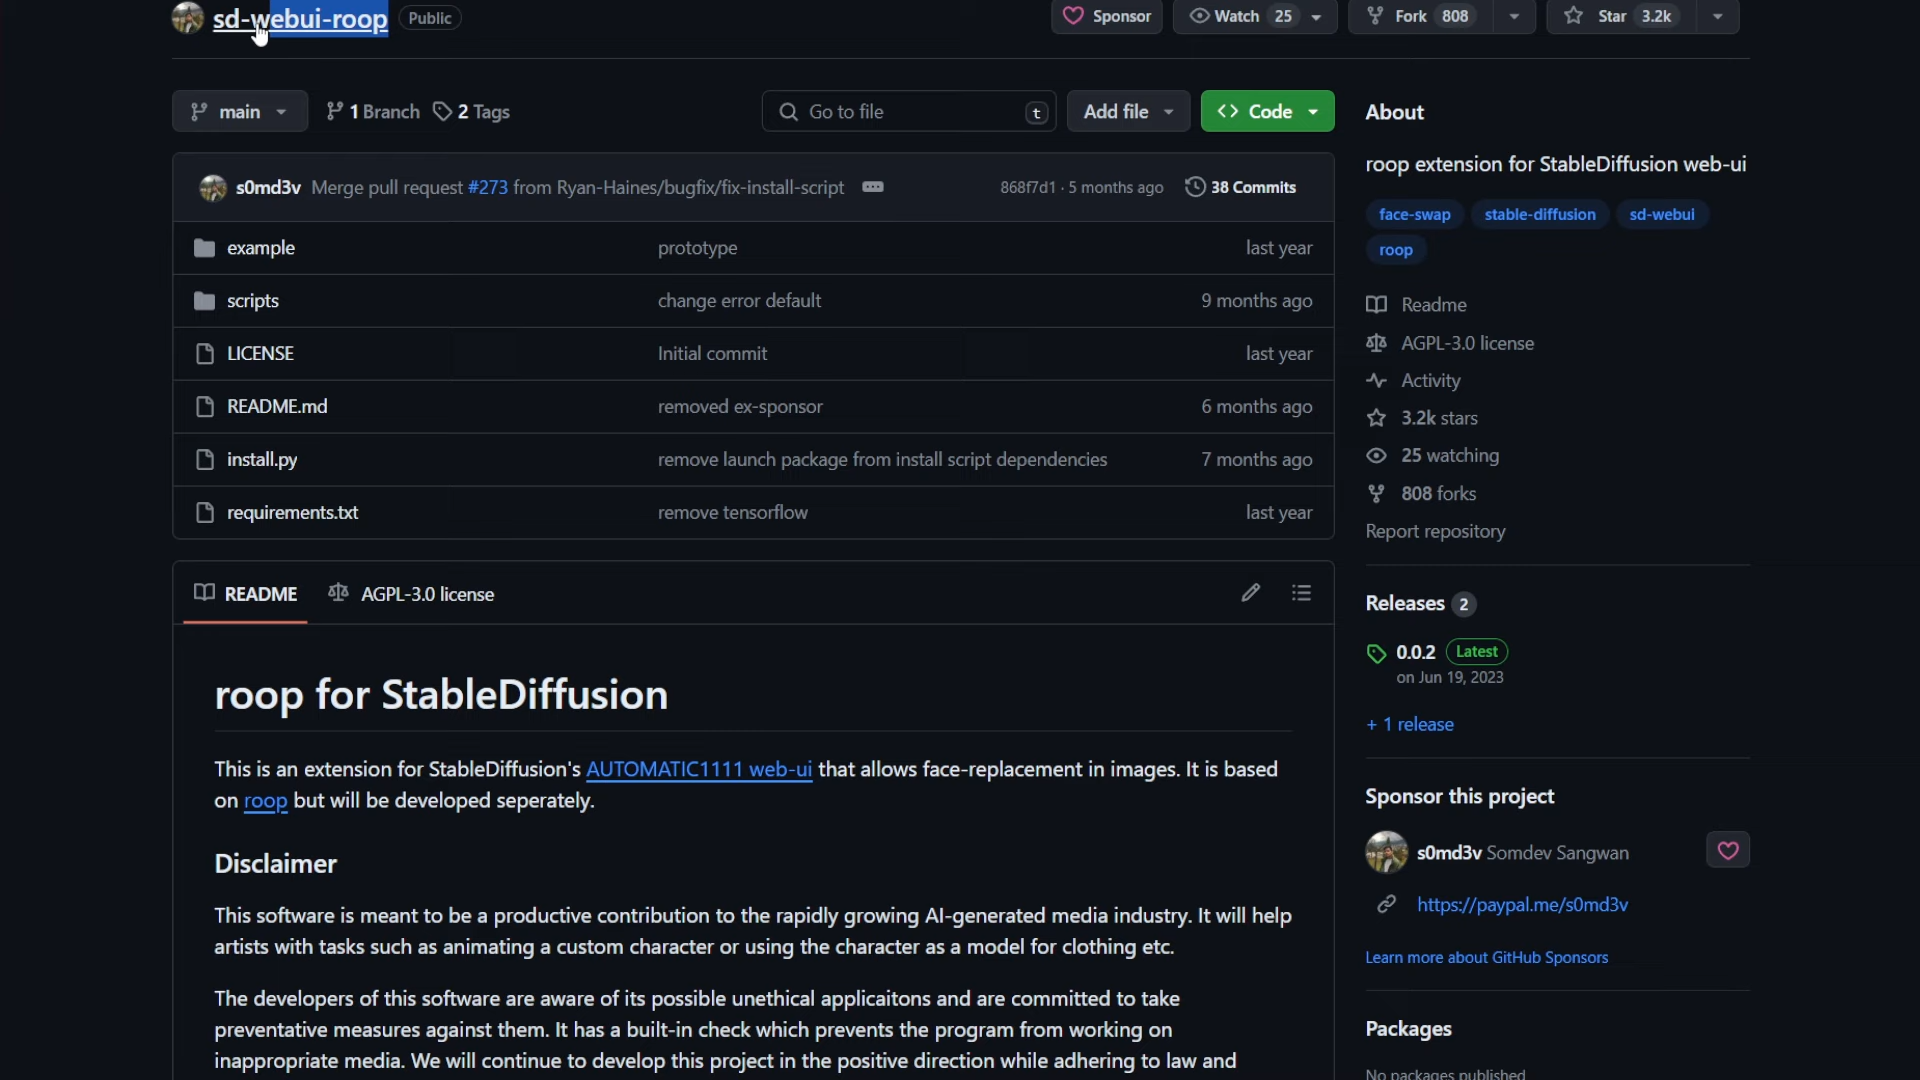 sd-webui-roop Public Sponsor Watch 25 Fork 808 Star 3.2k
main 1 Branch 2 Tags Go to file t Add file <> Code
s0md3v Merge pull request #273 from Ryan-Haines/bugfix/fix-install-script 868f7d1 · 5 months ago 38 Commits
example prototype last year
scripts change error default 9 months ago
LICENSE Initial commit last year
README.md removed ex-sponsor 6 months ago
install.py remove launch package from install script dependencies 7 months ago
requirements.txt remove tensorflow last year
README AGPL-3.0 license
roop for StableDiffusion
This is an extension for StableDiffusion's AUTOMATIC1111 web-ui that allows face-replacement in images. It is based
on roop but will be developed seperately.
Disclaimer
This software is meant to be a productive contribution to the rapidly growing AI-generated media industry. It will help
artists with tasks such as animating a custom character or using the character as a model for clothing etc.
The developers of this software are aware of its possible unethical applicaitons and are committed to take
preventative measures against them. It has a built-in check which prevents the program from working on
inappropriate media. We will continue to develop this project in the positive direction while adhering to law and
About
roop extension for StableDiffusion web-ui
face-swap stable-diffusion sd-webui
roop
Readme
AGPL-3.0 license
Activity
3.2k stars
25 watching
808 forks
Report repository
Releases 2
0.0.2 Latest
on Jun 19, 2023
+ 1 release
Sponsor this project
s0md3v Somdev Sangwan
https://paypal.me/s0md3v
Learn more about GitHub Sponsors
Packages
No packages published